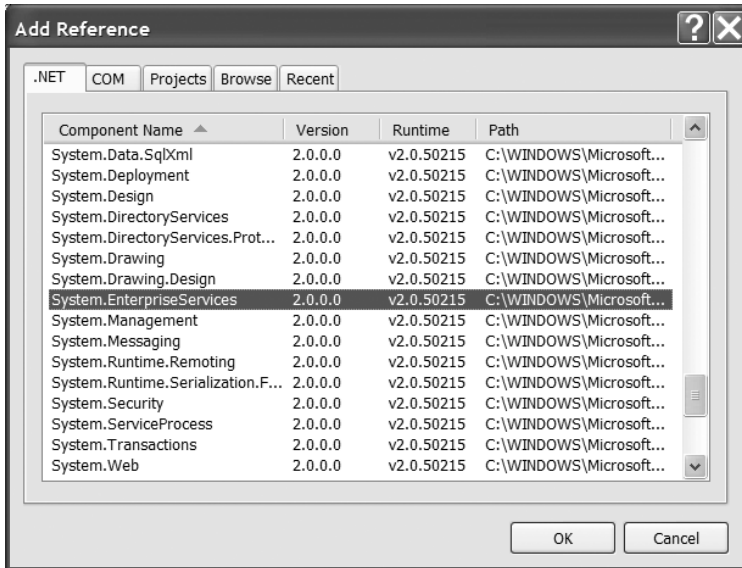 Add Reference
.NET COM Projects Browse Recent
Component Name Version Runtime Path
System.Data.SqlXml 2.0.0.0 v2.0.50215 C:\WINDOWS\Microsoft...
System.Deployment 2.0.0.0 v2.0.50215 C:\WINDOWS\Microsoft...
System.Design 2.0.0.0 v2.0.50215 C:\WINDOWS\Microsoft...
System.DirectoryServices 2.0.0.0 v2.0.50215 C:\WINDOWS\Microsoft...
System.DirectoryServices.Prot... 2.0.0.0 v2.0.50215 C:\WINDOWS\Microsoft...
System.Drawing 2.0.0.0 v2.0.50215 C:\WINDOWS\Microsoft...
System.Drawing.Design 2.0.0.0 v2.0.50215 C:\WINDOWS\Microsoft...
System.EnterpriseServices 2.0.0.0 v2.0.50215 C:\WINDOWS\Microsoft...
System.Management 2.0.0.0 v2.0.50215 C:\WINDOWS\Microsoft...
System.Messaging 2.0.0.0 v2.0.50215 C:\WINDOWS\Microsoft...
System.Runtime.Remoting 2.0.0.0 v2.0.50215 C:\WINDOWS\Microsoft...
System.Runtime.Serialization.F... 2.0.0.0 v2.0.50215 C:\WINDOWS\Microsoft...
System.Security 2.0.0.0 v2.0.50215 C:\WINDOWS\Microsoft...
System.ServiceProcess 2.0.0.0 v2.0.50215 C:\WINDOWS\Microsoft...
System.Transactions 2.0.0.0 v2.0.50215 C:\WINDOWS\Microsoft...
System.Web 2.0.0.0 v2.0.50215 C:\WINDOWS\Microsoft...
OK Cancel